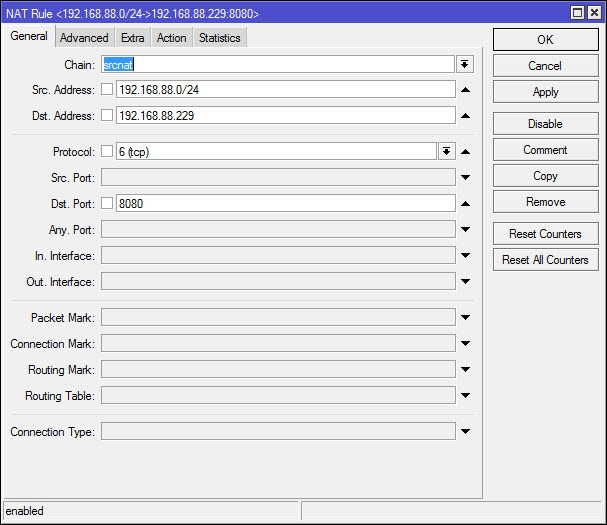 NAT Rule <192.168.88.0/24->192.168.88.229:8080>
General Advanced Extra Action Statistics
Chain: srcnat
Src. Address: 192.168.88.0/24
Dst. Address: 192.168.88.229
Protocol: 6 (tcp)
Src. Port:
Dst. Port: 8080
Any. Port:
In. Interface:
Out. Interface:
Packet Mark:
Connection Mark:
Routing Mark:
Routing Table:
Connection Type:
OK
Cancel
Apply
Disable
Comment
Copy
Remove
Reset Counters
Reset All Counters
enabled